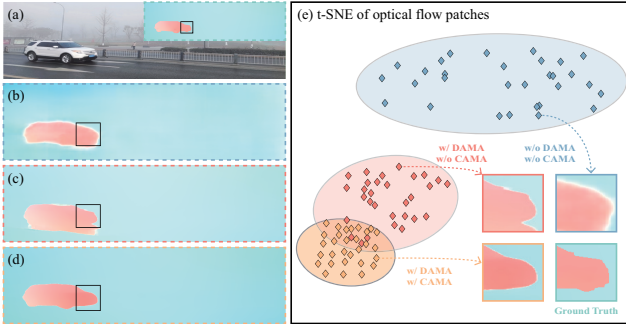 (a)
(b)
(c)
(d)
(e) t-SNE of optical flow patches
w/ DAMA
w/o CAMA
w/o DAMA
w/o CAMA
w/ DAMA
w/ CAMA
Ground Truth